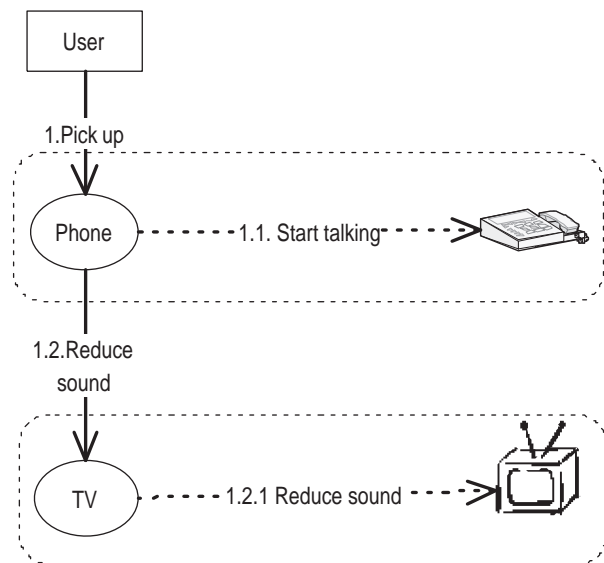 User
1.Pick up
Phone
1.1. Start talking
1.2.Reduce
sound
TV
1.2.1 Reduce sound